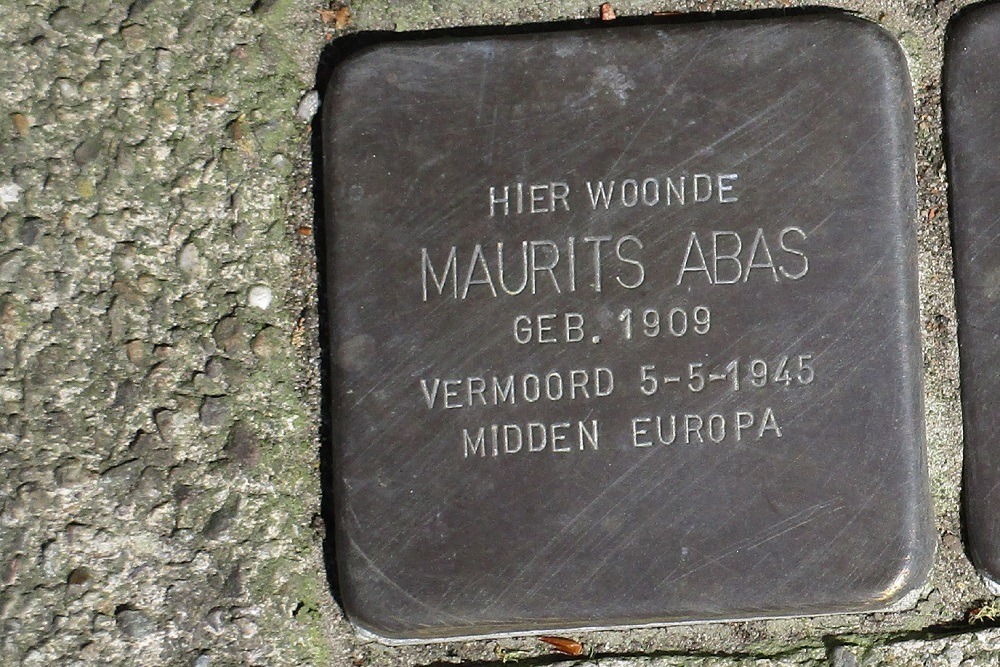 HIER WOONDE
MAURITS ABAS
GEB. 1909
VERMOORD 5-5-1945
MIDDEN EUROPA